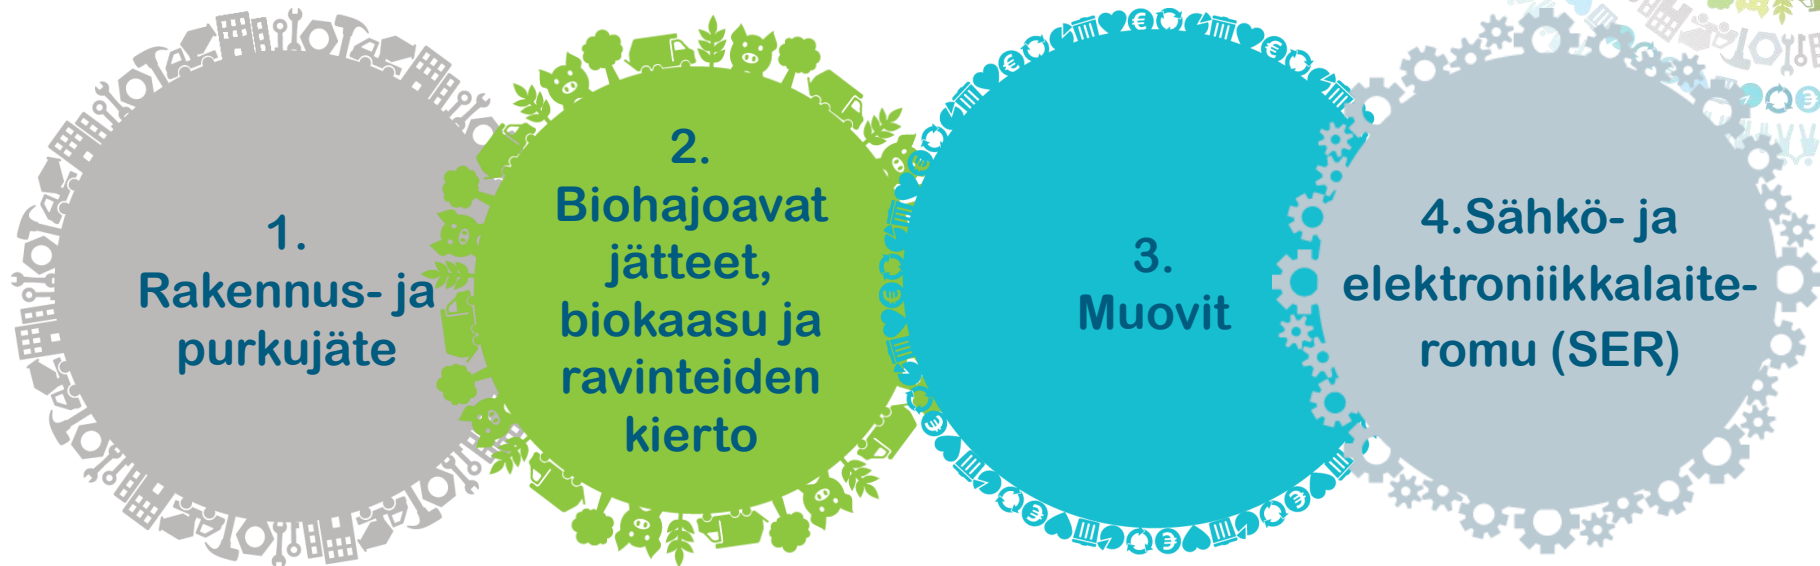 1.
Rakennus- ja
purkujäte
2.
Biohajoavat
jätteet,
biokaasu ja
ravinteiden
kierto
3.
Muovit
4.Sähkö- ja
elektroniikkalaite-
romu (SER)